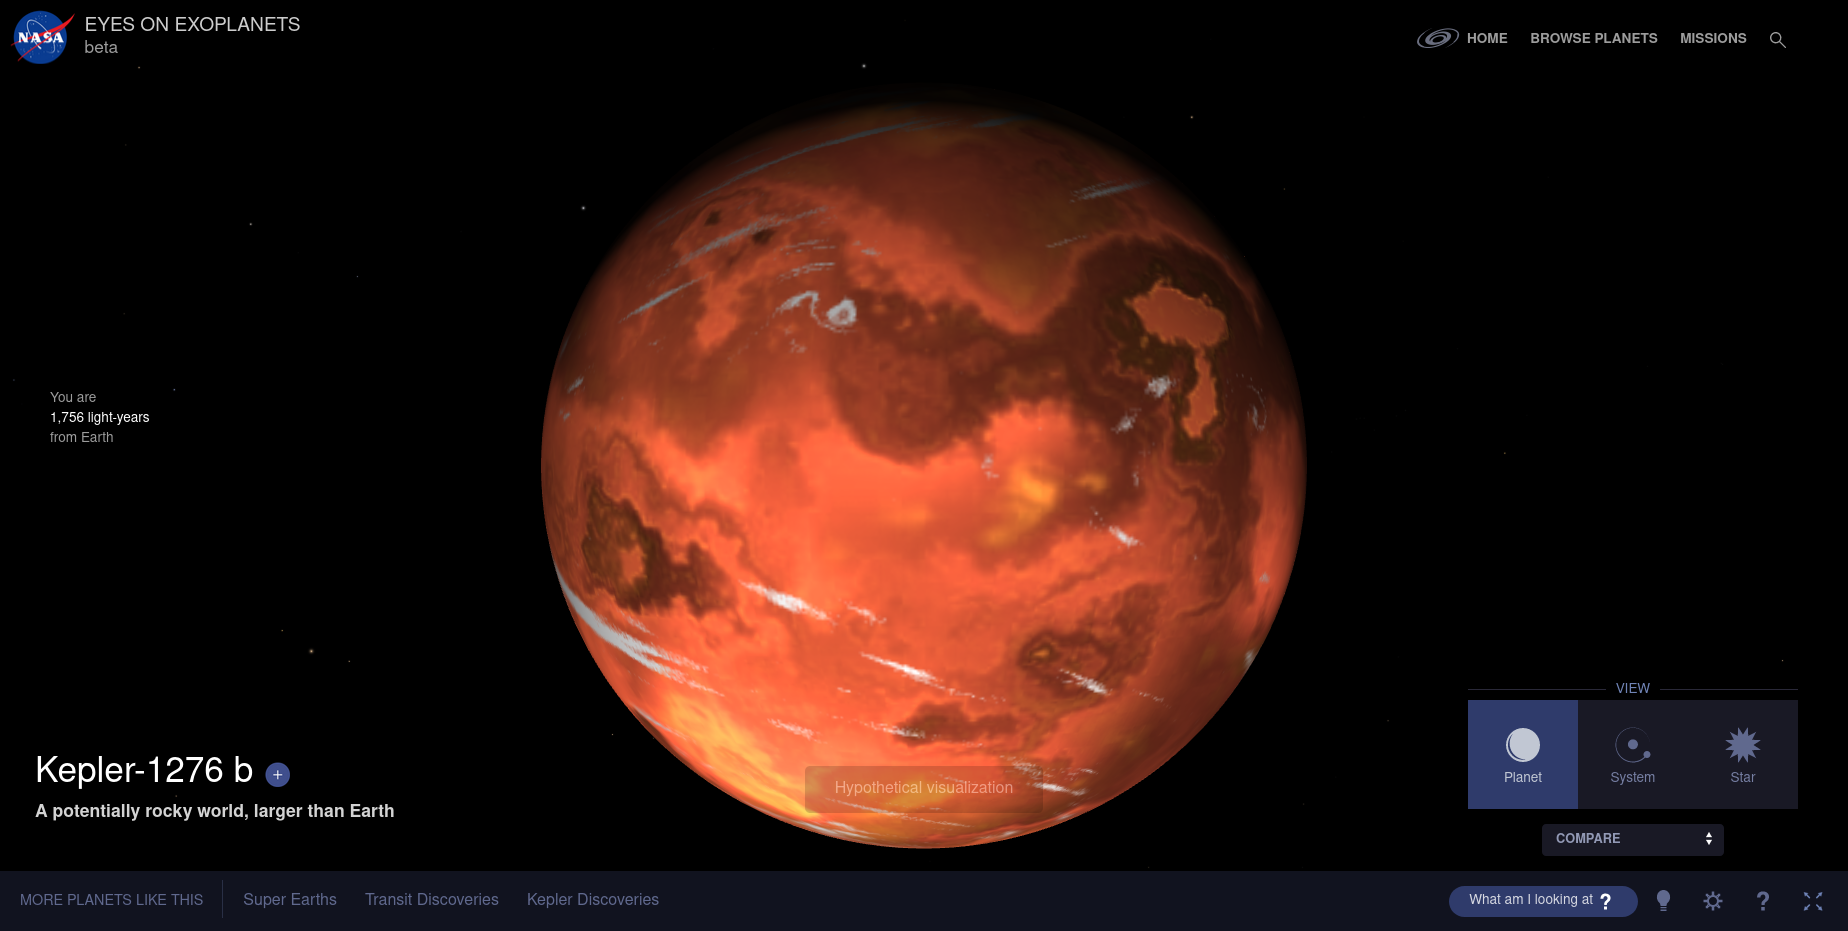 NASA
EYES ON EXOPLANETS
beta
HOME
BROWSE PLANETS
MISSIONS
You are
1,756 light-years
from Earth
Kepler-1276 b +
A potentially rocky world, larger than Earth
Hypothetical visualization
VIEW
Planet
System
Star
COMPARE
MORE PLANETS LIKE THIS
Super Earths
Transit Discoveries
Kepler Discoveries
What am I looking at ?
?